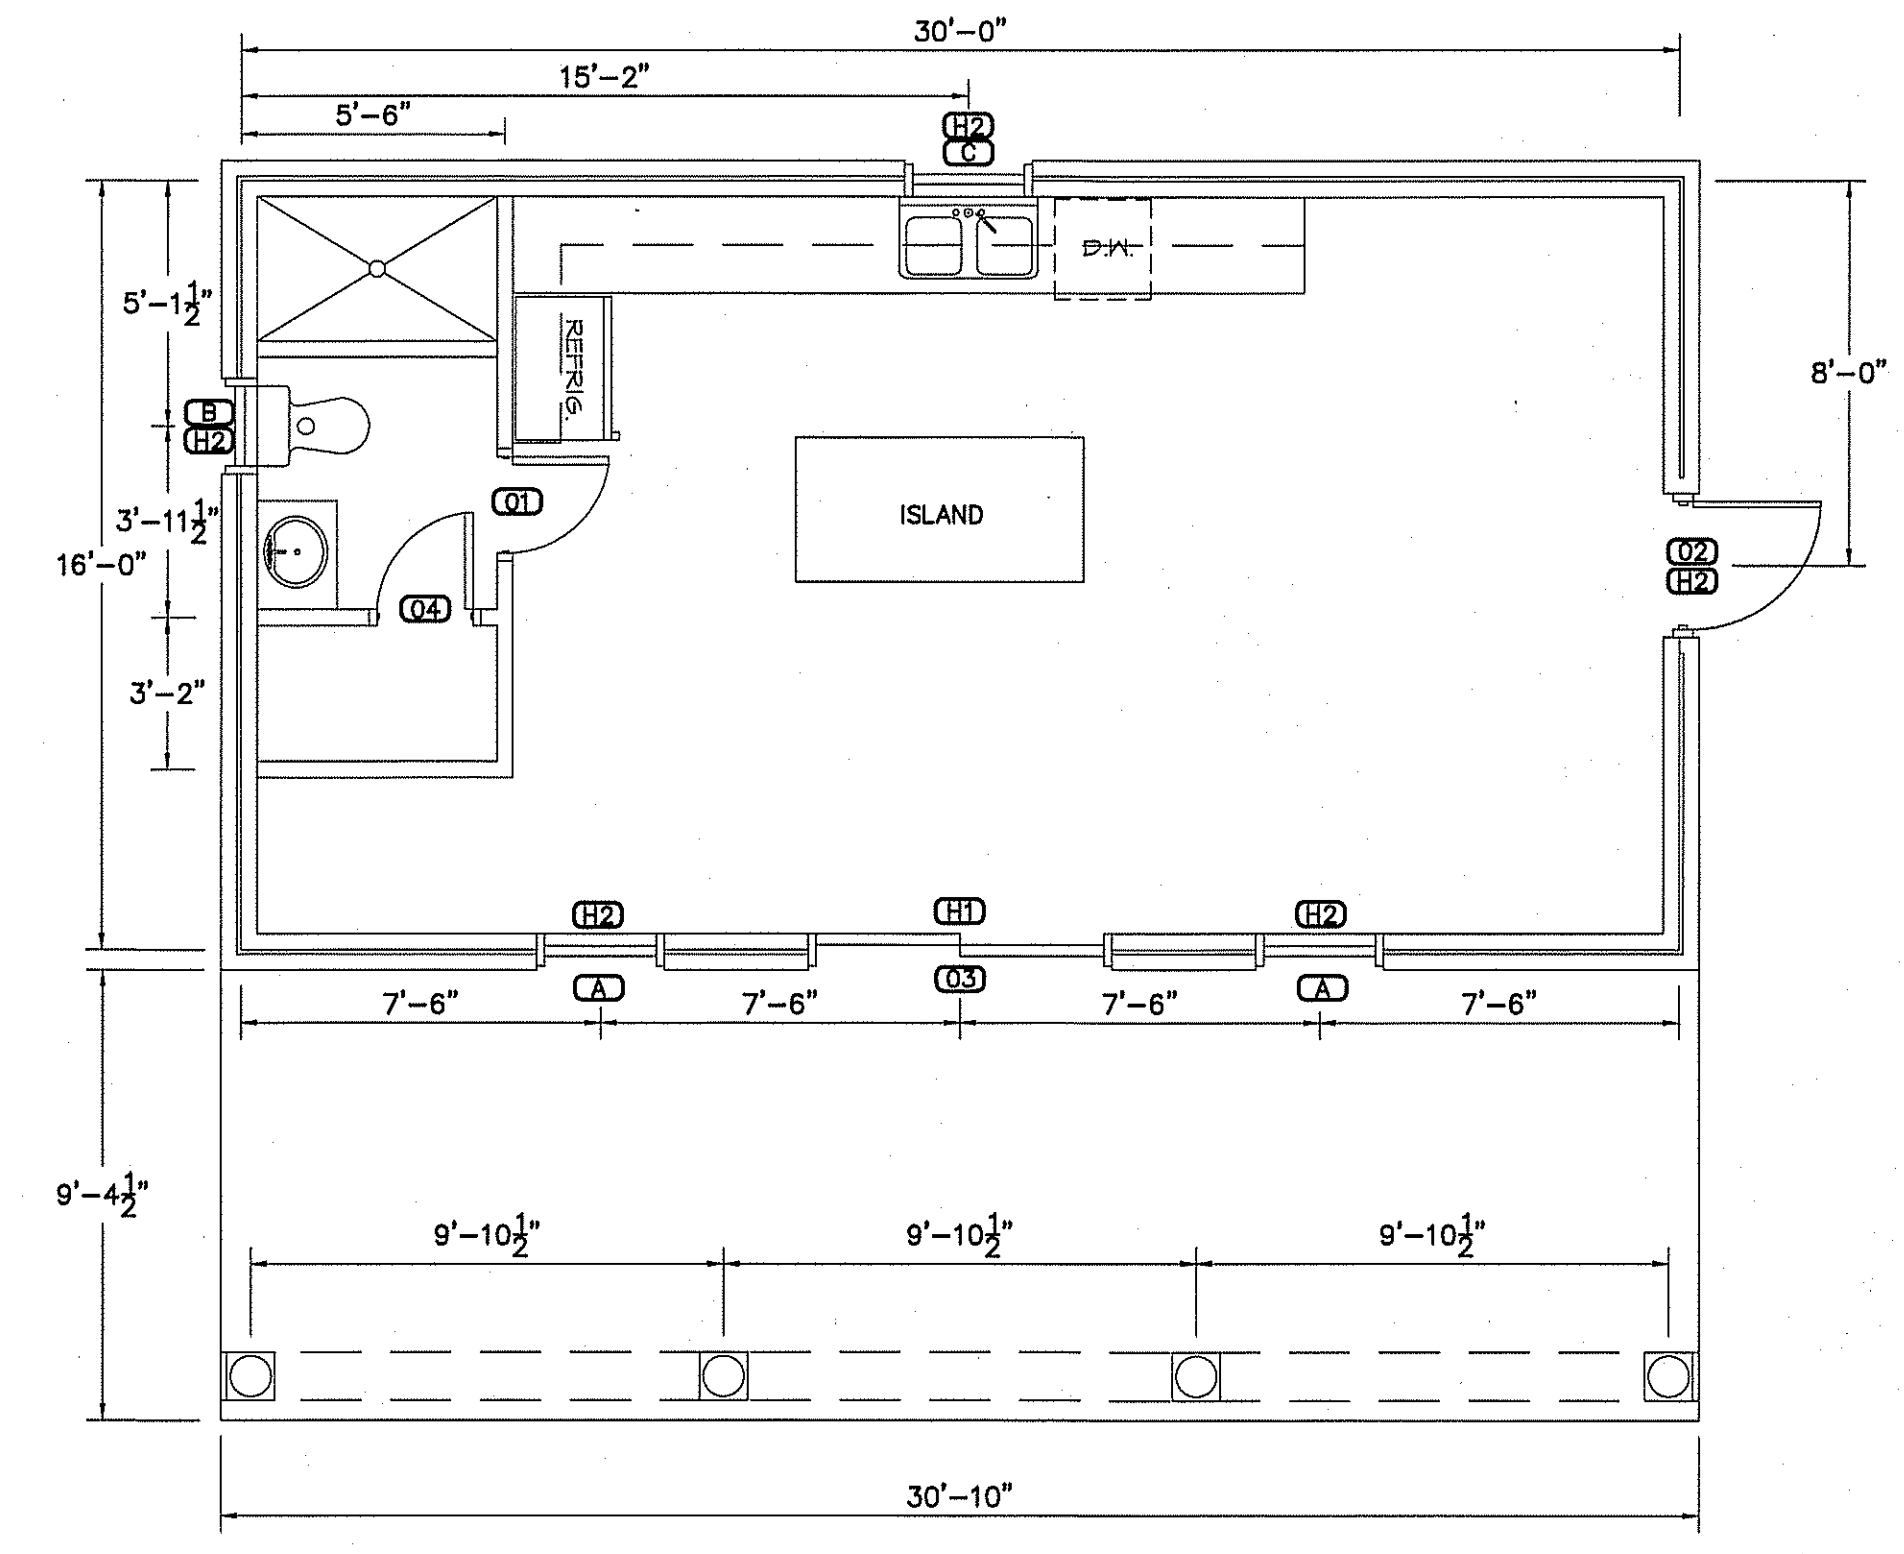 30'-0"
15'-2"
5'-6"
H2
C
D.W.
5'-1 1/2"
REFRIG.
8'-0"
B
H2
01
ISLAND
3'-11 1/2"
16'-0"
02
H2
04
3'-2"
H2
H1
H2
A
03
A
7'-6"
7'-6"
7'-6"
7'-6"
9'-4 1/2"
9'-10 1/2"
9'-10 1/2"
9'-10 1/2"
30'-10"